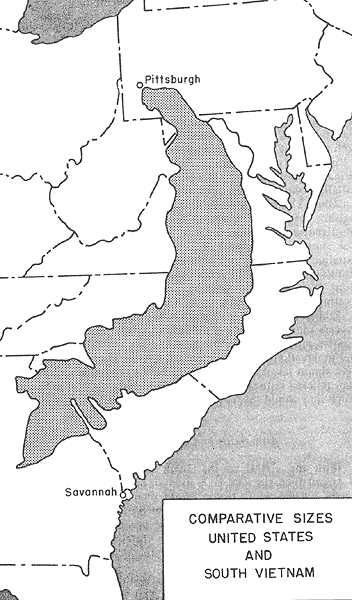 Pittsburgh
Savannah
COMPARATIVE SIZES
UNITED STATES
AND
SOUTH VIETNAM